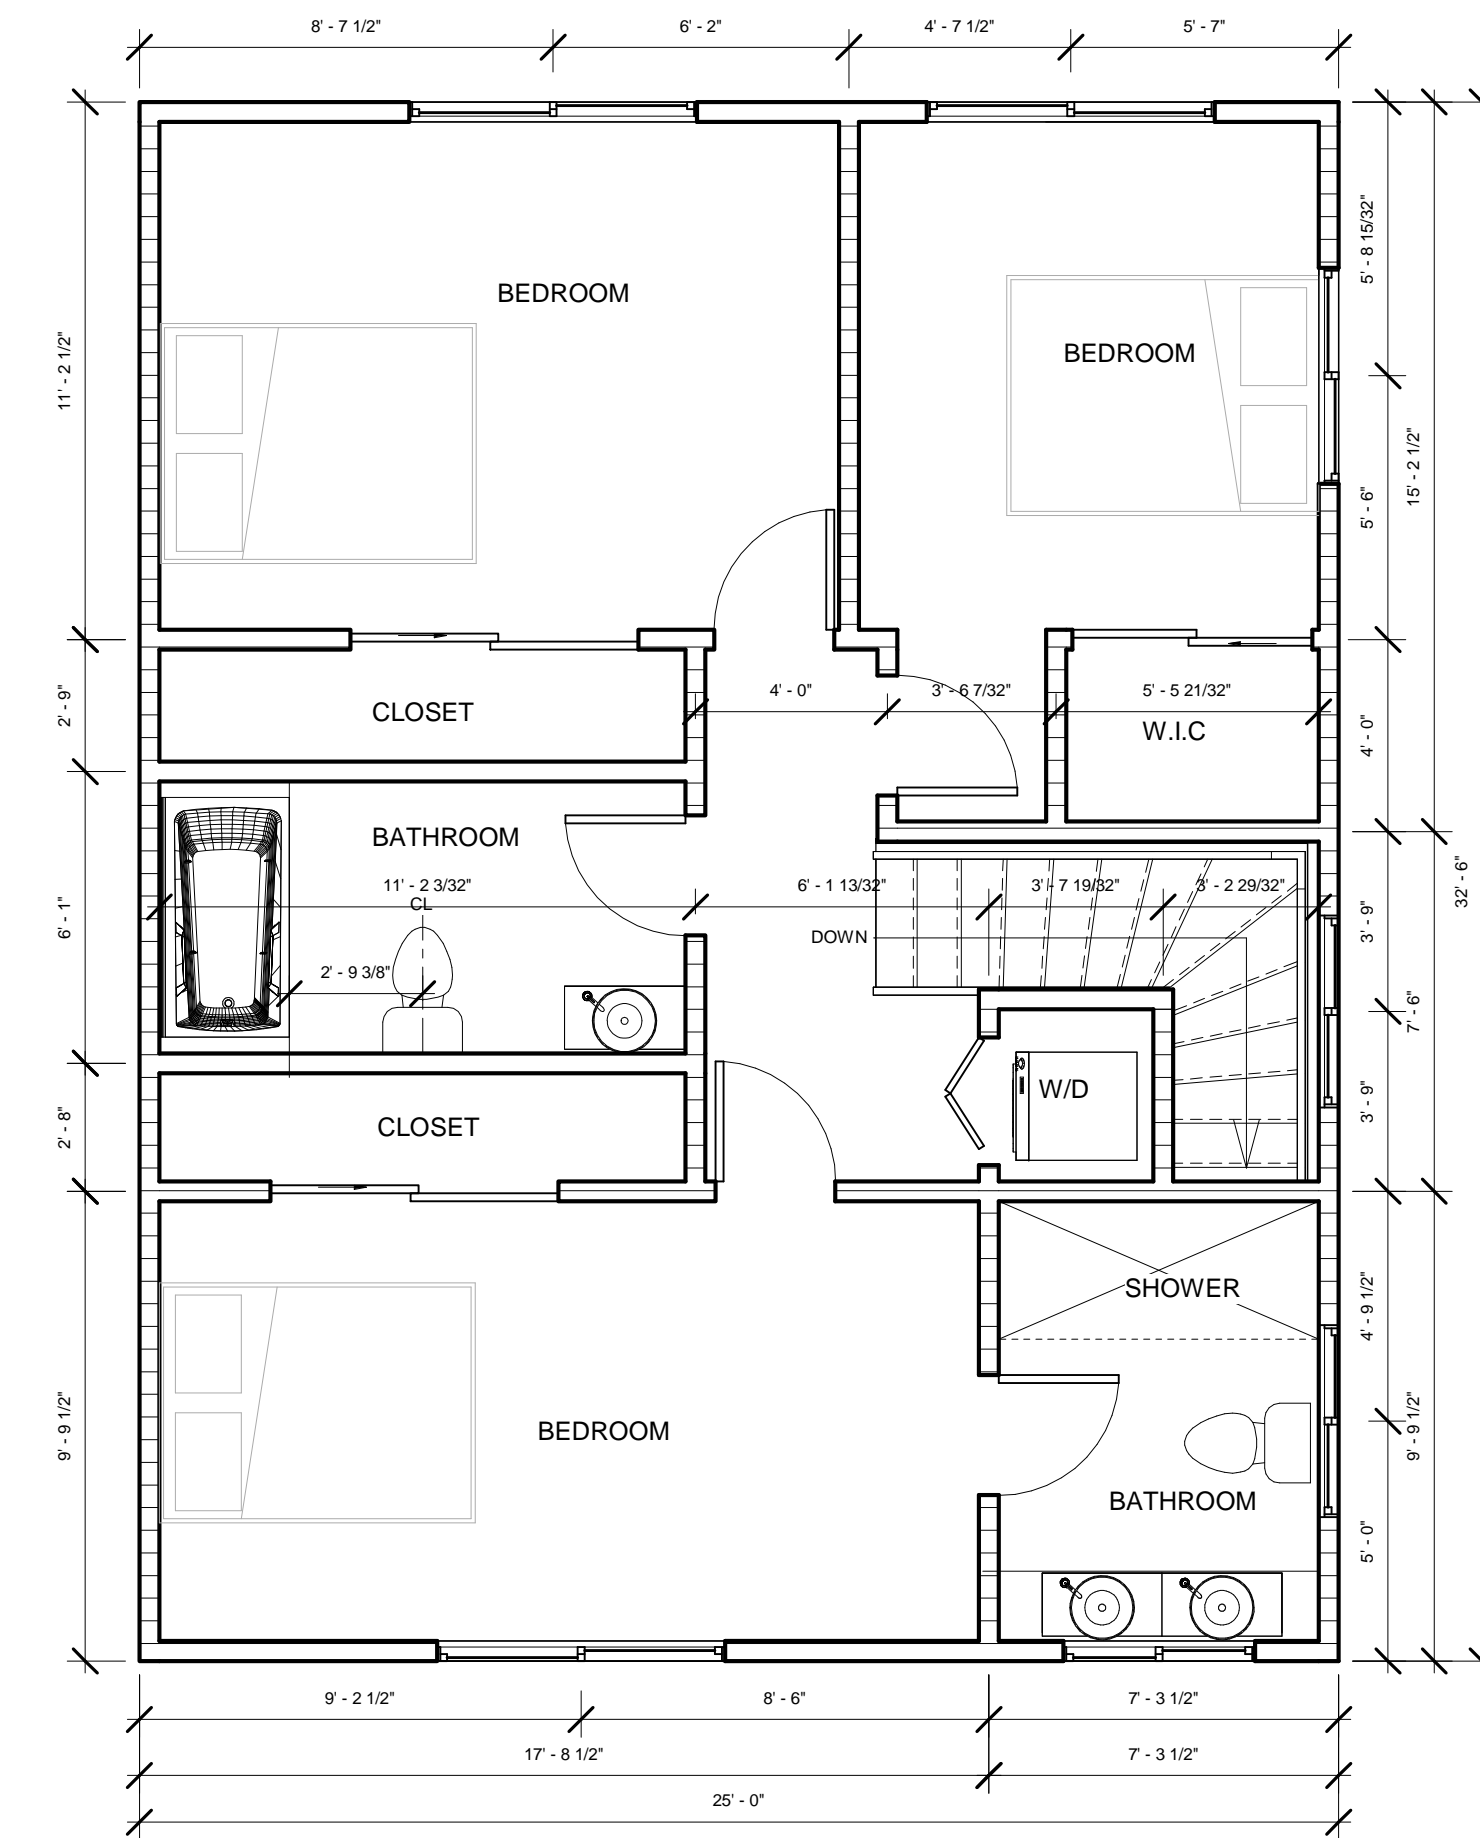 8' - 7 1/2"
6' - 2"
4' - 7 1/2"
5' - 7"
11' - 2 1/2"
2' - 9"
6' - 1"
2' - 8"
9' - 9 1/2"
BEDROOM
BEDROOM
5' - 8 15/32"
5' - 6"
15' - 2 1/2"
4' - 0"
3' - 6 7/32"
5' - 5 21/32"
CLOSET
W.I.C
4' - 0"
BATHROOM
11' - 2 3/32"
CL
6' - 1 13/32"
3' - 7 19/32"
3' - 2 29/32"
DOWN
2' - 9 3/8"
3' - 9"
7' - 6"
32' - 6"
3' - 9"
W/D
CLOSET
SHOWER
4' - 9 1/2"
9' - 9 1/2"
BEDROOM
BATHROOM
5' - 0"
9' - 2 1/2"
8' - 6"
7' - 3 1/2"
17' - 8 1/2"
7' - 3 1/2"
25' - 0"